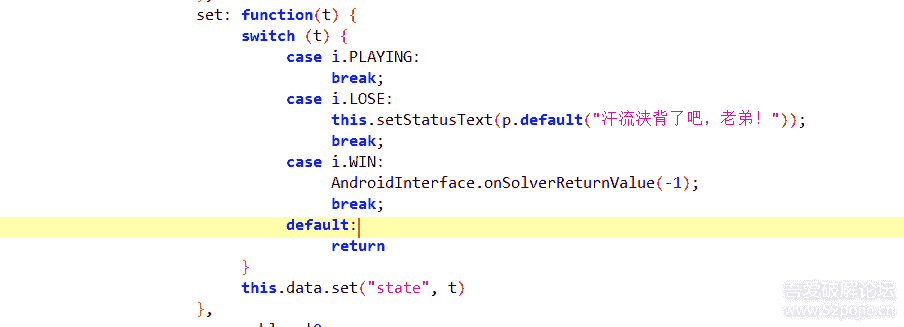 set: function(t) {
switch (t) {
case i.PLAYING:
break;
case i.LOSE:
this.setStatusText(p.default("汗流浃背了吧，老弟！"));
break;
case i.WIN:
AndroidInterface.onSolverReturnValue(-1);
break;
default:
return
}
this.data.set("state", t)
},
吾爱破解论坛
www.52pojie.cn